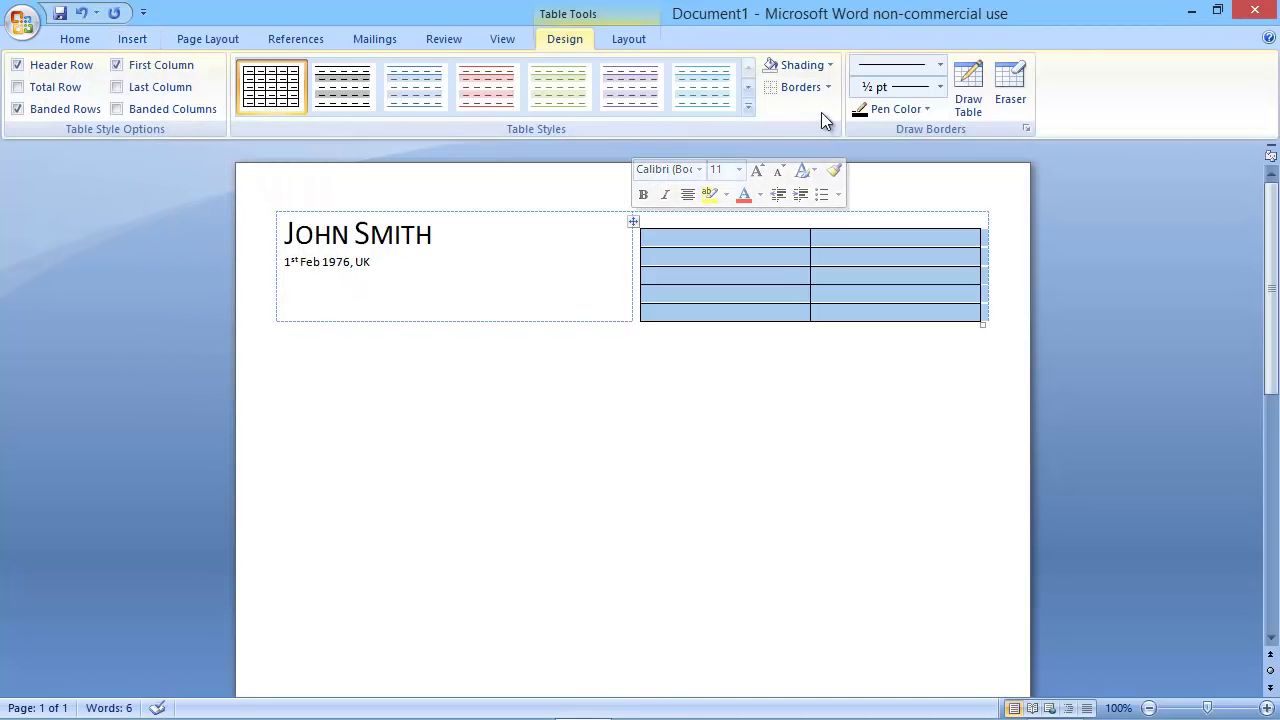 Table Tools
Document1 - Microsoft Word non-commercial use
Home Insert Page Layout References Mailings Review View Design Layout
Header Row First Column
Total Row Last Column
Banded Rows Banded Columns
Table Style Options
Table Styles
Shading
Borders
½ pt
Pen Color
Draw Table
Eraser
Draw Borders
Calibri (Boc 11
A A A
B I ab A
JOHN SMITH
1st Feb 1976, UK
Page: 1 of 1 Words: 6
100%